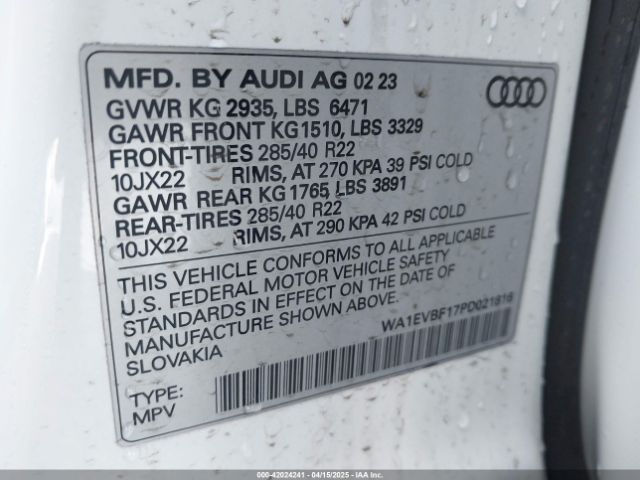 MFD. BY AUDI AG 02 23
GVWR KG 2935, LBS 6471
GAWR FRONT KG 1510, LBS 3329
FRONT-TIRES 285/40 R22
10JX22 RIMS, AT 270 KPA 39 PSI COLD
GAWR REAR KG 1765, LBS 3891
REAR-TIRES 285/40 R22
10JX22 RIMS, AT 290 KPA 42 PSI COLD
THIS VEHICLE CONFORMS TO ALL APPLICABLE
U.S. FEDERAL MOTOR VEHICLE SAFETY
STANDARDS IN EFFECT ON THE DATE OF
MANUFACTURE SHOWN ABOVE.
SLOVAKIA
WA1EVBF17PD021816
TYPE:
MPV
000-42024241 - 04/15/2025 - IAA Inc.